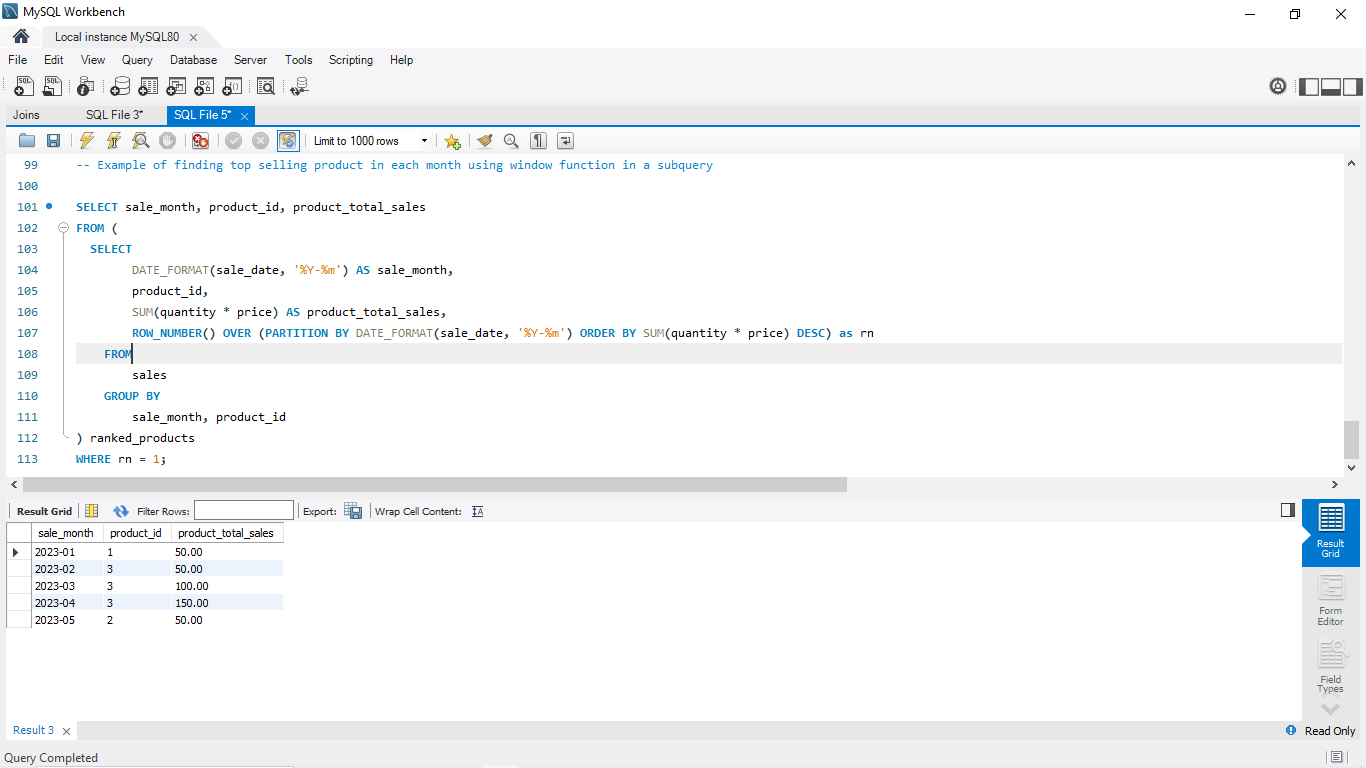 MySQL Workbench
Local instance MySQL80
File Edit View Query Database Server Tools Scripting Help
Joins SQL File 3* SQL File 5*
Limit to 1000 rows
99 -- Example of finding top selling product in each month using window function in a subquery
100
101 SELECT sale_month, product_id, product_total_sales
102 FROM (
103 SELECT
104 DATE_FORMAT(sale_date, '%Y-%m') AS sale_month,
105 product_id,
106 SUM(quantity * price) AS product_total_sales,
107 ROW_NUMBER() OVER (PARTITION BY DATE_FORMAT(sale_date, '%Y-%m') ORDER BY SUM(quantity * price) DESC) as rn
108 FROM
109 sales
110 GROUP BY
111 sale_month, product_id
112 ) ranked_products
113 WHERE rn = 1;
Result Grid Filter Rows: Export: Wrap Cell Content:
sale_month product_id product_total_sales
2023-01 1 50.00
2023-02 3 50.00
2023-03 3 100.00
2023-04 3 150.00
2023-05 2 50.00
Result
Grid
Form
Editor
Field
Types
Result 3
Read Only
Query Completed